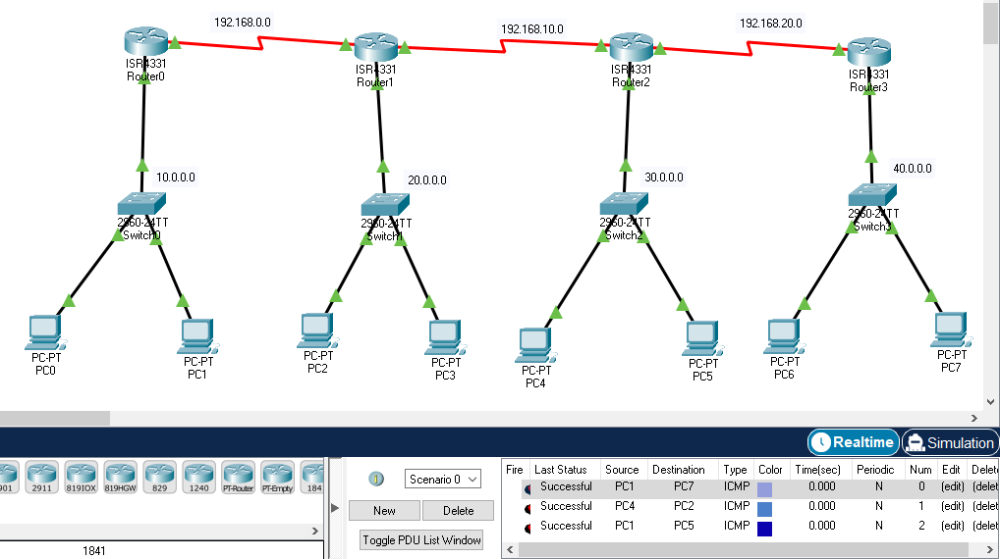 192.168.0.0
192.168.10.0
192.168.20.0
ISR4331
Router0
ISR4331
Router1
ISR4331
Router2
ISR4331
Router3
10.0.0.0
20.0.0.0
30.0.0.0
40.0.0.0
2960-24TT
Switch0
2960-24TT
Switch1
2960-24TT
Switch2
2960-24TT
Switch3
PC-PT
PC0
PC-PT
PC1
PC-PT
PC2
PC-PT
PC3
PC-PT
PC4
PC-PT
PC5
PC-PT
PC6
PC-PT
PC7
Realtime
Simulation
901 2911 819IOX 819HGW 829 1240 PT-Router PT-Empty 184
1841
Scenario 0
New
Delete
Toggle PDU List Window
Fire Last Status Source Destination Type Color Time(sec) Periodic Num Edit Delet
Successful PC1 PC7 ICMP 0.000 N 0 (edit) (delet
Successful PC4 PC2 ICMP 0.000 N 1 (edit) (delet
Successful PC1 PC5 ICMP 0.000 N 2 (edit) (delet